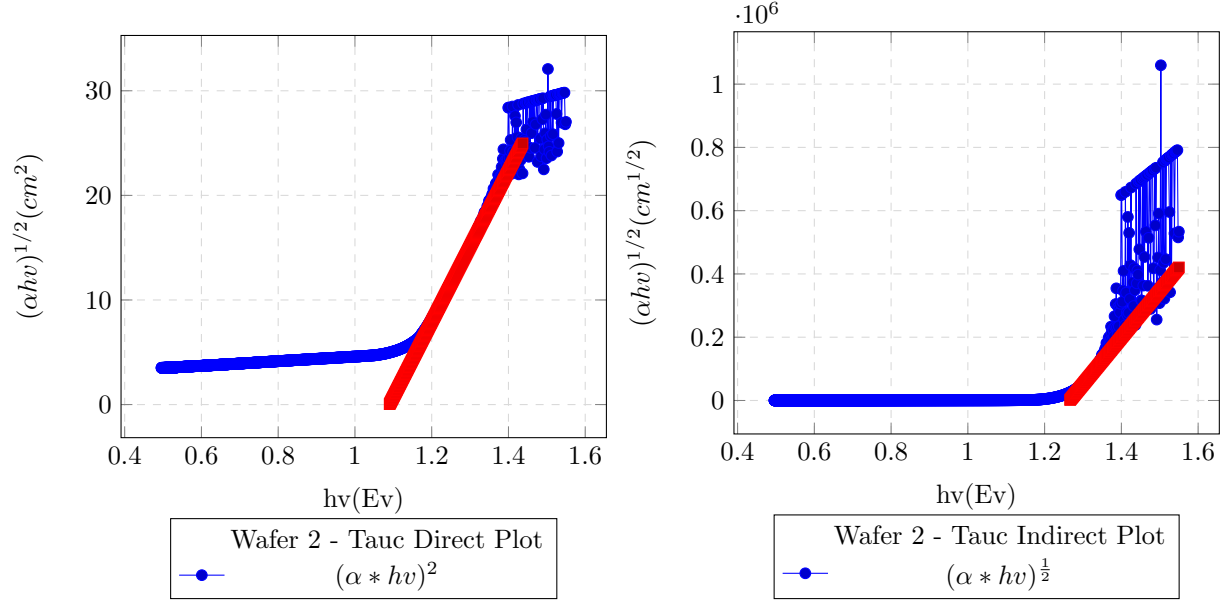 30
20
10
0
0.4 0.6 0.8 1 1.2 1.4 1.6
(αhv)^{1/2}(cm^2)
hv(Ev)
Wafer 2 - Tauc Direct Plot
(α ∗ hv)^2
·10^6
1
0.8
0.6
0.4
0.2
0
0.4 0.6 0.8 1 1.2 1.4 1.6
(αhv)^{1/2}(cm^{1/2})
hv(Ev)
Wafer 2 - Tauc Indirect Plot
(α ∗ hv)^{\frac{1}{2}}